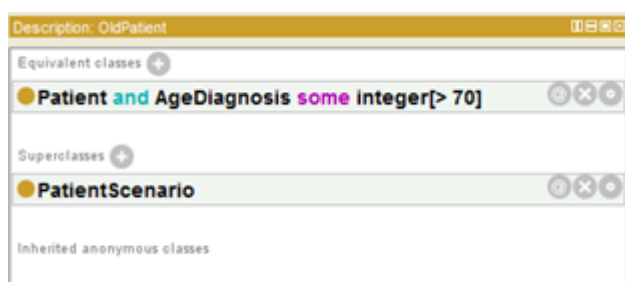 Description: OldPatient
Equivalent classes
Patient and AgeDiagnosis some integer[> 70]
Superclasses
PatientScenario
Inherited anonymous classes